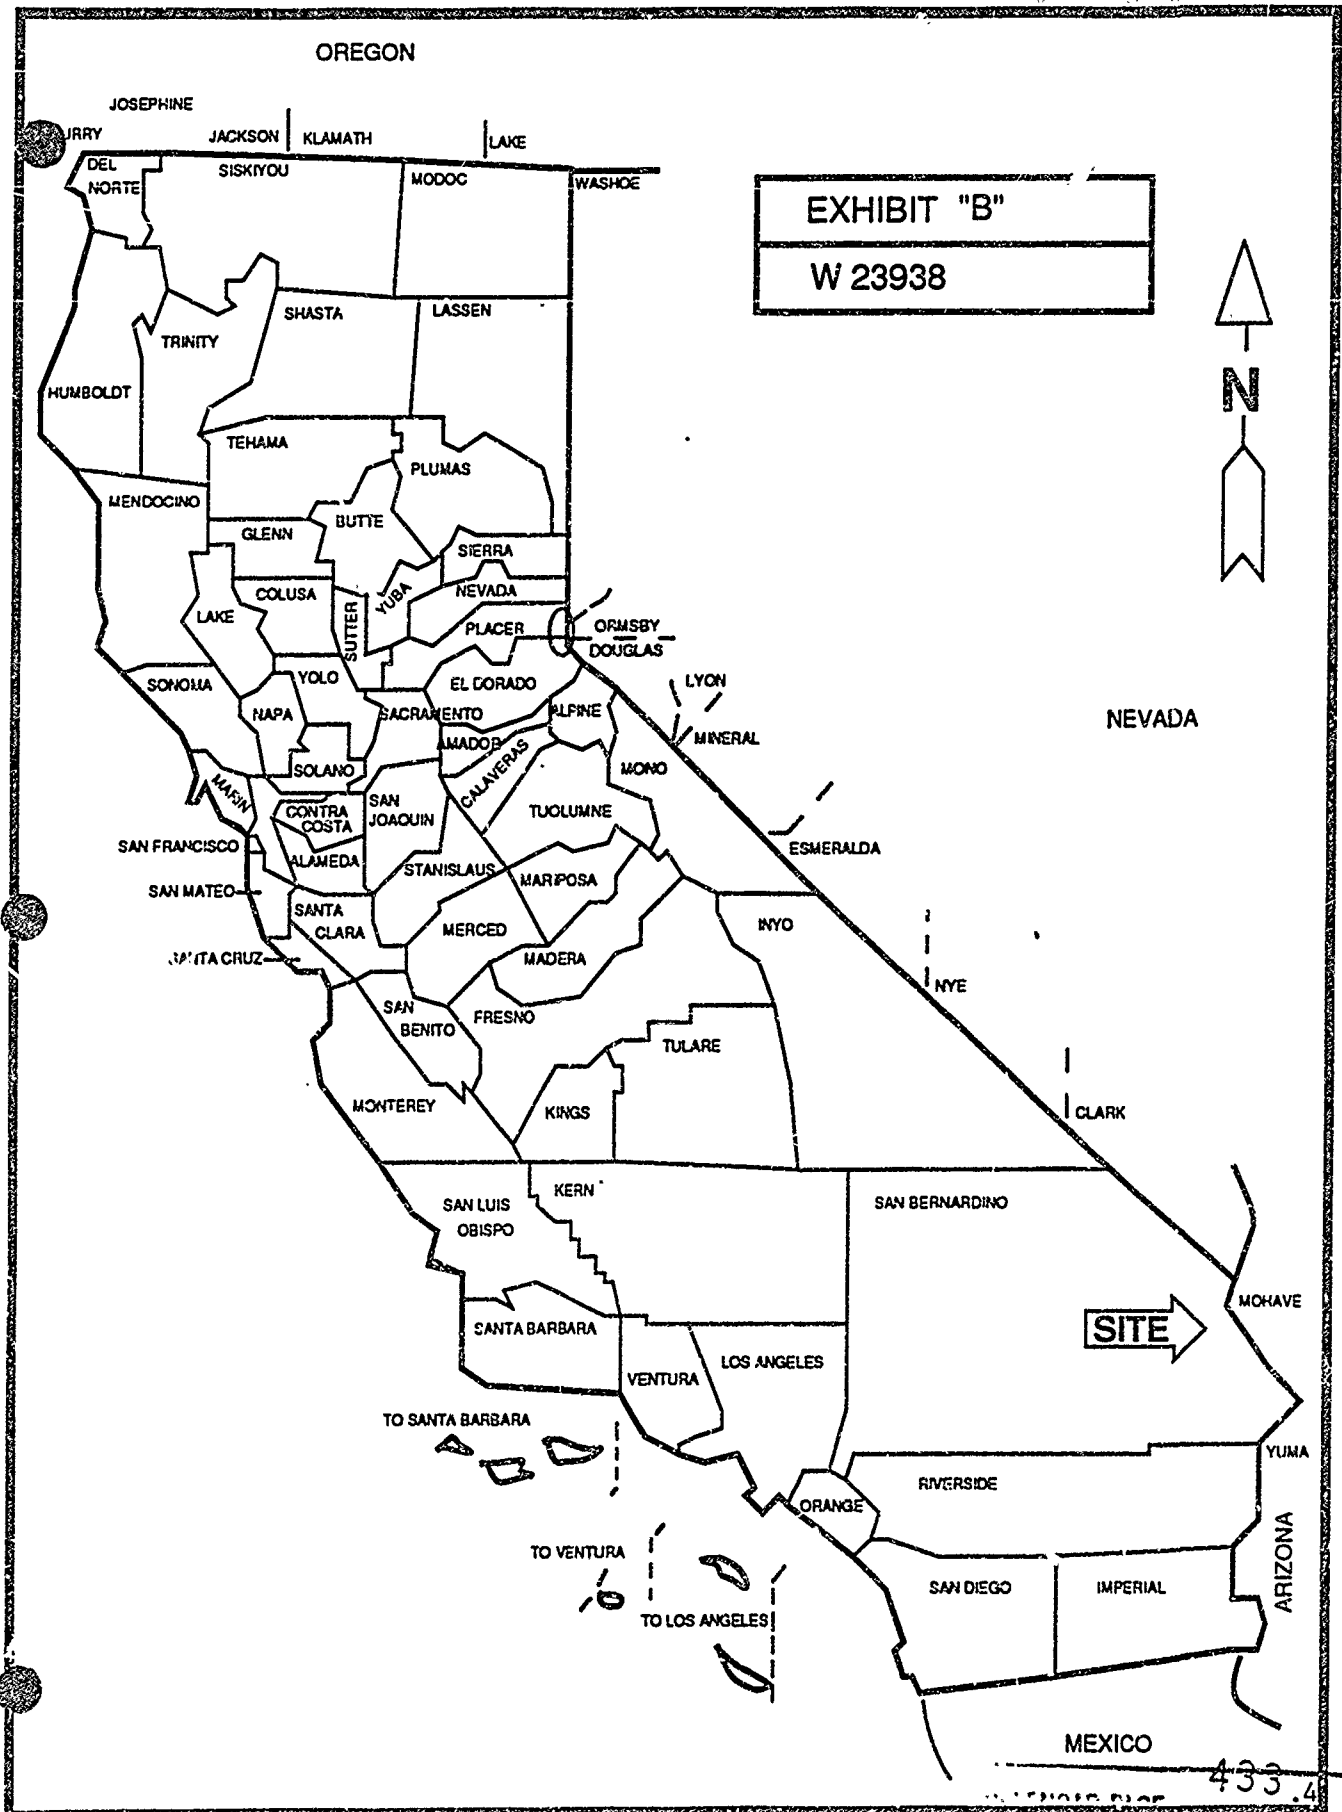 OREGON
JOSEPHINE
JACKSON KLAMATH LAKE
DEL
NORTE
SISKIYOU
MODOC
WASHOE
EXHIBIT "B"
W 23938
N
SHASTA
LASSEN
TRINITY
HUMBOLDT
TEHAMA
PLUMAS
MENDOCINO
BUTTE
GLENN
SIERRA
COLUSA
YUBA
NEVADA
LAKE
SUTTER
PLACER
ORMSBY
DOUGLAS
SONOMA
YOLO
EL DORADO
LYON
NAPA
SACRAMENTO
ALPINE
NEVADA
AMADOR
MINERAL
SOLANO
CALAVERAS
MONO
MARIN
CONTRA
COSTA
SAN
JOAQUIN
TUOLUMNE
SAN FRANCISCO
ALAMEDA
STANISLAUS
ESMERALDA
SAN MATEO
MARIPOSA
SANTA
CLARA
MERCED
INYO
SANTA CRUZ
MADERA
NYE
SAN
BENITO
FRESNO
TULARE
MONTEREY
KINGS
CLARK
KERN
SAN LUIS
OBISPO
SAN BERNARDINO
MOHAVE
SITE
SANTA BARBARA
LOS ANGELES
VENTURA
TO SANTA BARBARA
YUMA
RIVERSIDE
ORANGE
TO VENTURA
ARIZONA
SAN DIEGO
IMPERIAL
TO LOS ANGELES
MEXICO
433.4